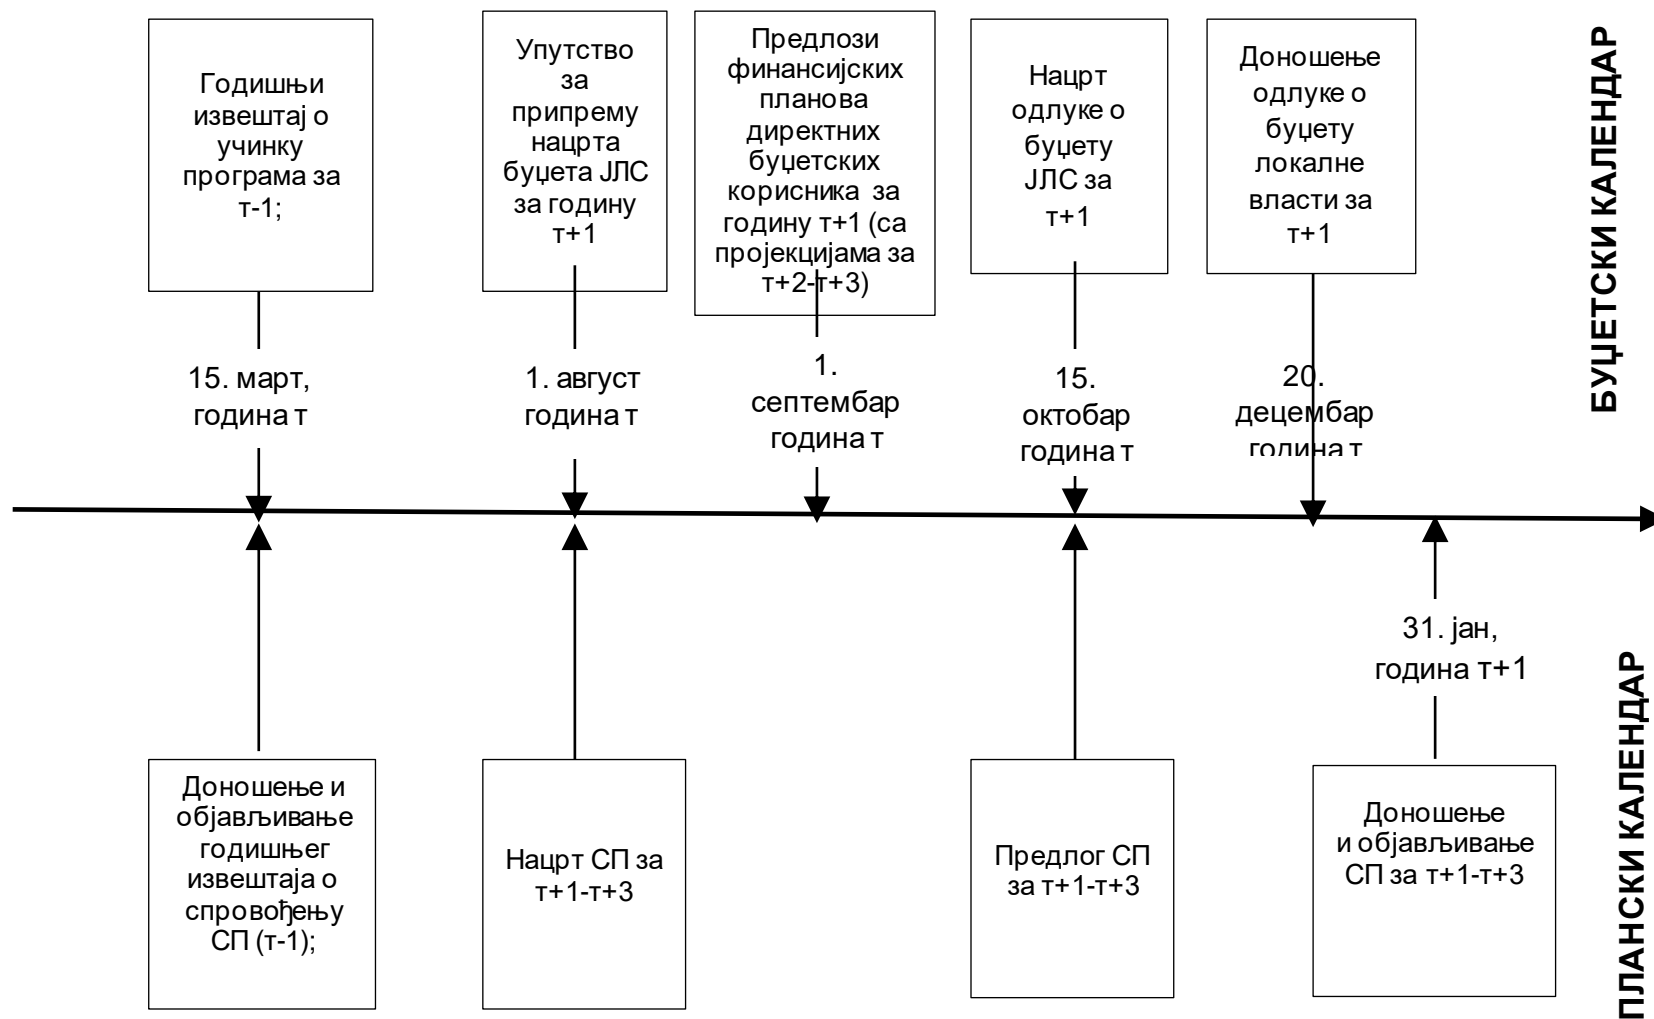 Годишњи
извештај о
учинку
програма за
т-1;
Упутство
за
припрему
нацрта
буџета ЈЛС
за годину
т+1
Предлози
финансијских
планова
директних
буџетских
корисника за
годину т+1 (са
пројекцијама за
т+2-т+3)
Нацрт
одлуке о
буџету
ЈЛС за
т+1
Доношење
одлуке о
буџету
локалне
власти за
т+1
БУЏЕТСКИ КАЛЕНДАР
15. март,
година т
1. август
година т
1.
септембар
година т
15.
октобар
година т
20.
децембар
година т
31. јан,
година т+1
Доношење и
објављивање
годишњег
извештаја о
спровођењу
СП (т-1);
Нацрт СП за
т+1-т+3
Предлог СП
за т+1-т+3
Доношење
и објављивање
СП за т+1-т+3
ПЛАНСКИ КАЛЕНДАР